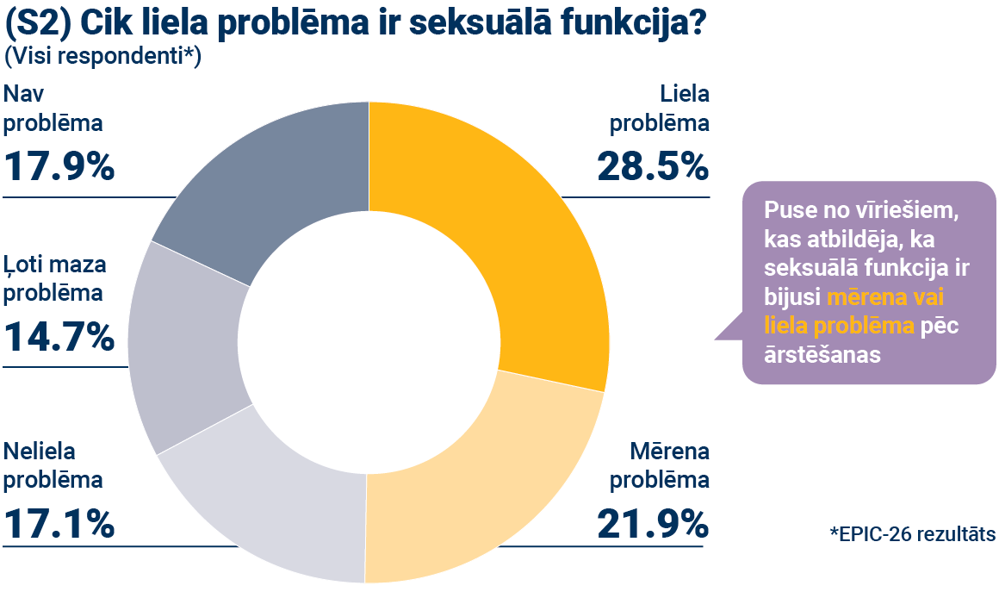 (S2) Cik liela problēma ir seksuālā funkcija?
(Visi respondenti*)
Nav
problēma
17.9%
Liela
problēma
28.5%
Puse no vīriešiem,
kas atbildēja, ka
seksuālā funkcija ir
bijusi mērena vai
liela problēma pēc
ārstēšanas
Ļoti maza
problēma
14.7%
Neliela
problēma
17.1%
Mērena
problēma
21.9%
*EPIC-26 rezultāts